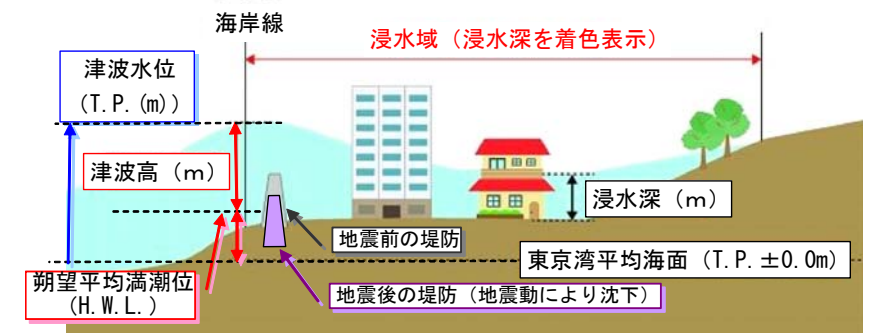 海岸線
浸水域（浸水深を着色表示）
津波水位
（T.P.(m)）
津波高（ｍ）
浸水深（ｍ）
地震前の堤防
東京湾平均海面（T.P.±0.0m）
朔望平均満潮位
（H.W.L.）
地震後の堤防（地震動により沈下）